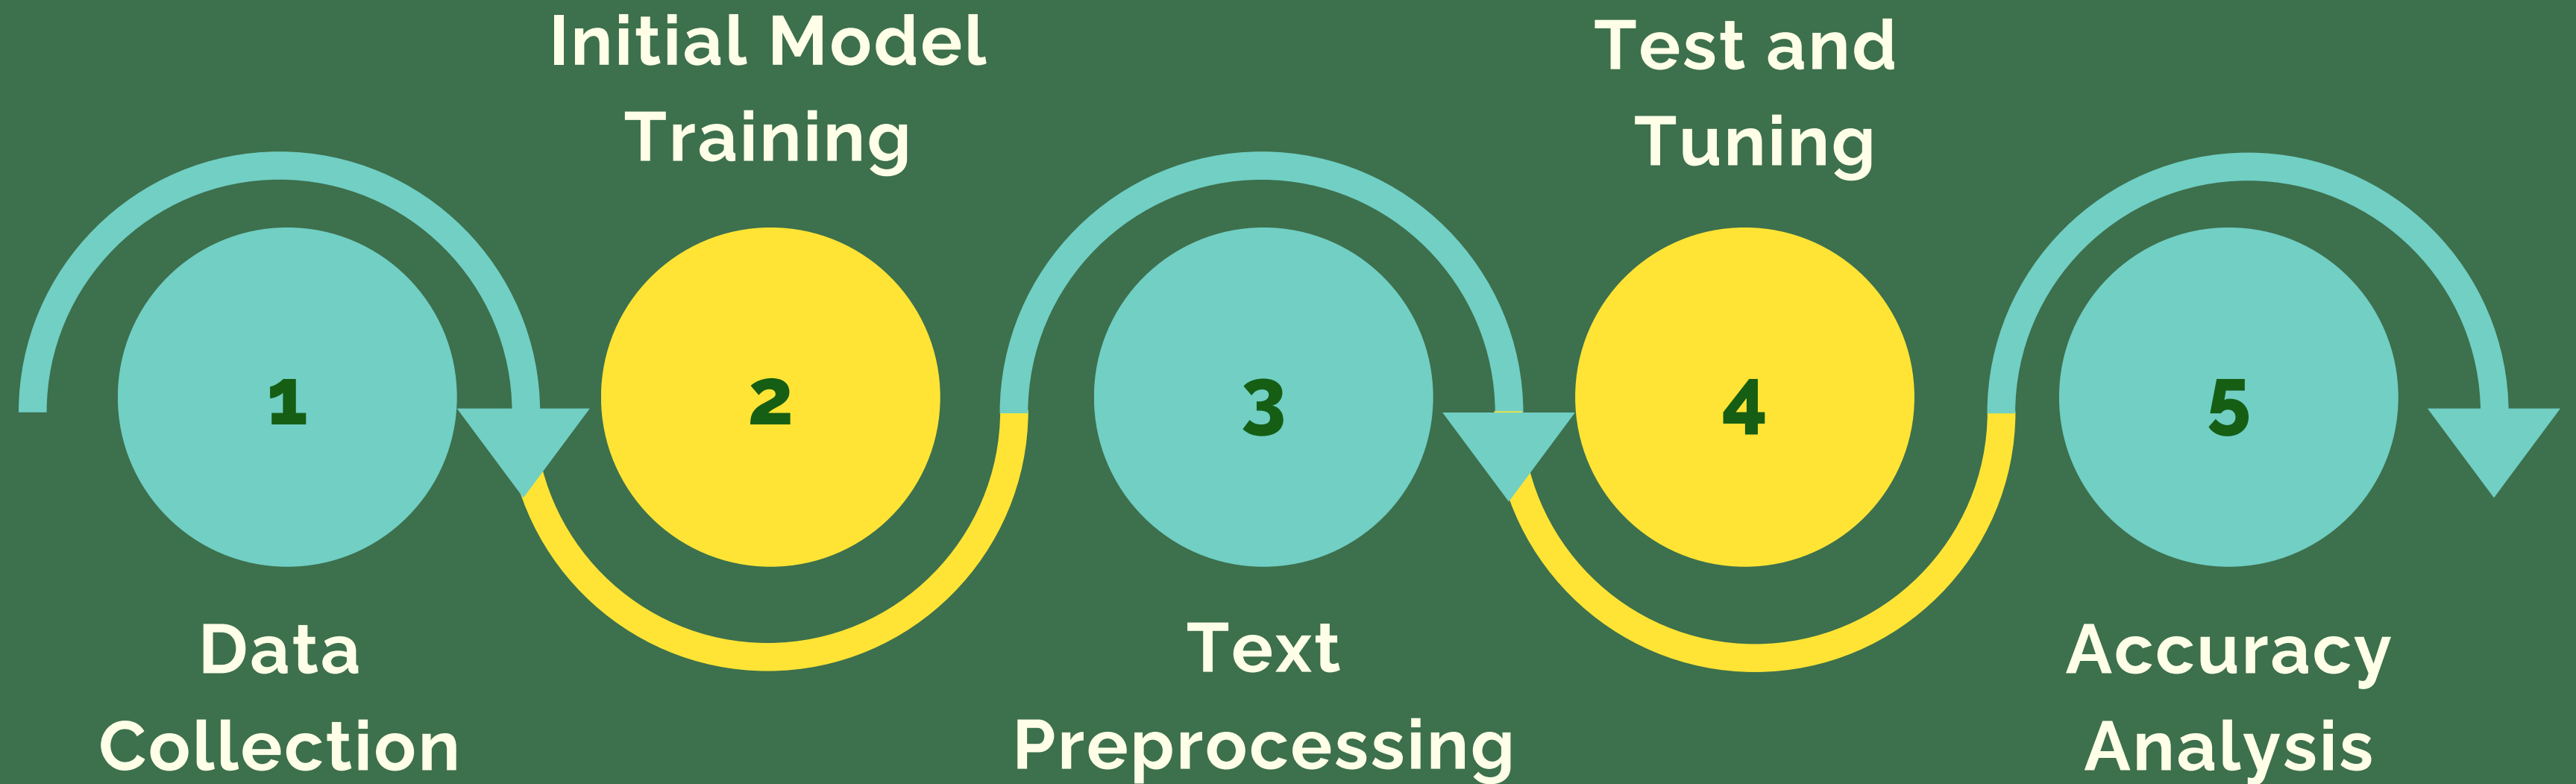 1
Data
Collection
Initial Model
Training
2
3
Text
Preprocessing
Test and
Tuning
4
5
Accuracy
Analysis